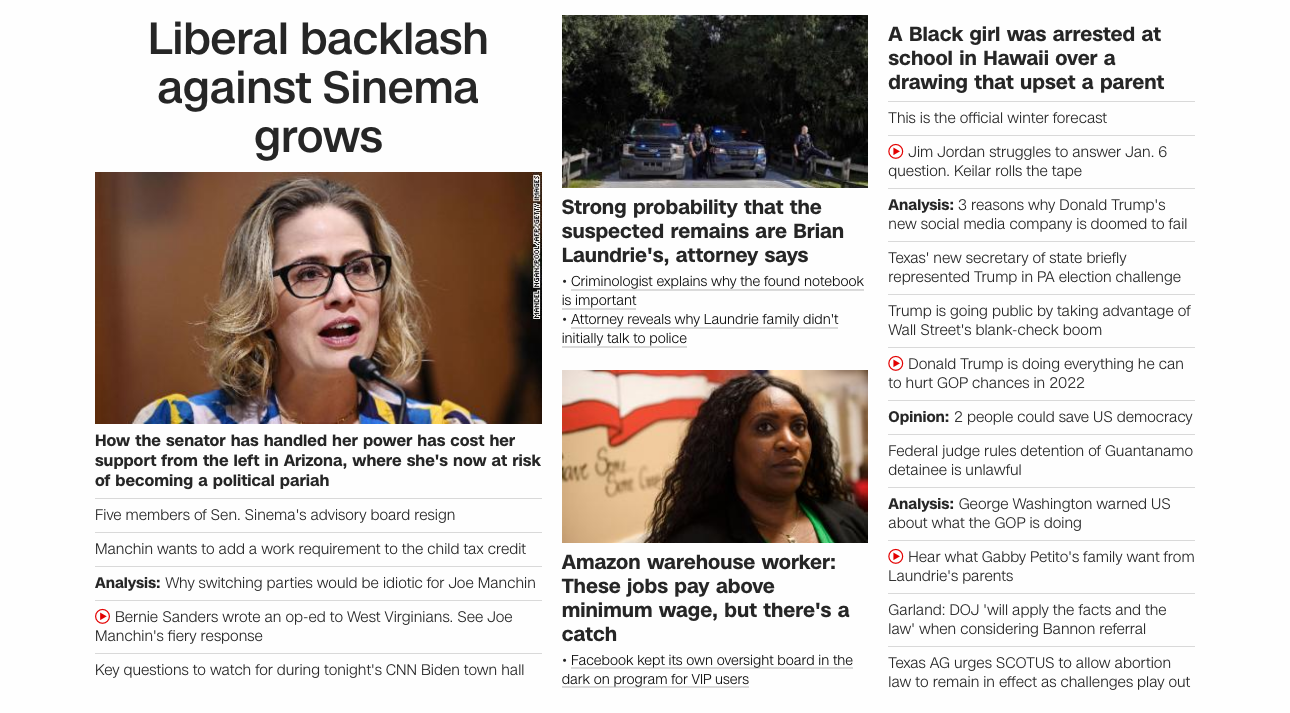 Liberal backlash
against Sinema
grows
MANDEL NGAN/POOL/AFP/GETTY IMAGES
How the senator has handled her power has cost her
support from the left in Arizona, where she's now at risk
of becoming a political pariah
Five members of Sen. Sinema's advisory board resign
Manchin wants to add a work requirement to the child tax credit
Analysis: Why switching parties would be idiotic for Joe Manchin
Bernie Sanders wrote an op-ed to West Virginians. See Joe
Manchin's fiery response
Key questions to watch for during tonight's CNN Biden town hall
Strong probability that the
suspected remains are Brian
Laundrie's, attorney says
• Criminologist explains why the found notebook
is important
• Attorney reveals why Laundrie family didn't
initially talk to police
Some
Some
Amazon warehouse worker:
These jobs pay above
minimum wage, but there's a
catch
• Facebook kept its own oversight board in the
dark on program for VIP users
A Black girl was arrested at
school in Hawaii over a
drawing that upset a parent
This is the official winter forecast
Jim Jordan struggles to answer Jan. 6
question. Keilar rolls the tape
Analysis: 3 reasons why Donald Trump's
new social media company is doomed to fail
Texas' new secretary of state briefly
represented Trump in PA election challenge
Trump is going public by taking advantage of
Wall Street's blank-check boom
Donald Trump is doing everything he can
to hurt GOP chances in 2022
Opinion: 2 people could save US democracy
Federal judge rules detention of Guantanamo
detainee is unlawful
Analysis: George Washington warned US
about what the GOP is doing
Hear what Gabby Petito's family want from
Laundrie's parents
Garland: DOJ 'will apply the facts and the
law' when considering Bannon referral
Texas AG urges SCOTUS to allow abortion
law to remain in effect as challenges play out